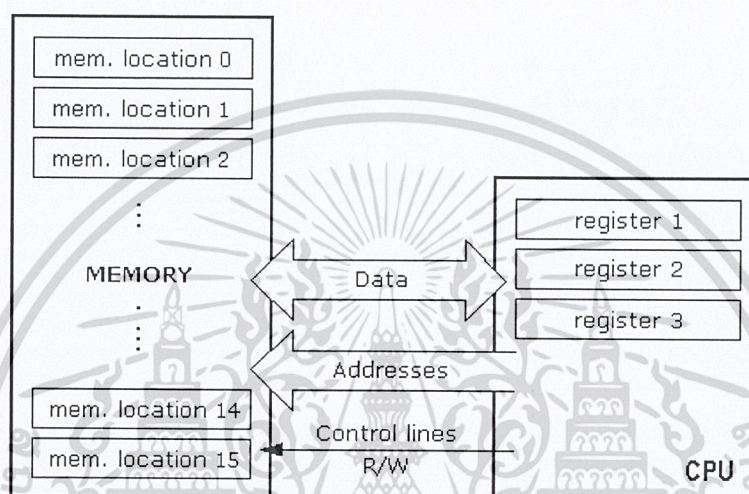 mem. location 0
mem. location 1
mem. location 2
MEMORY
mem. location 14
mem. location 15
Data
Addresses
Control lines
R/W
register 1
register 2
register 3
CPU